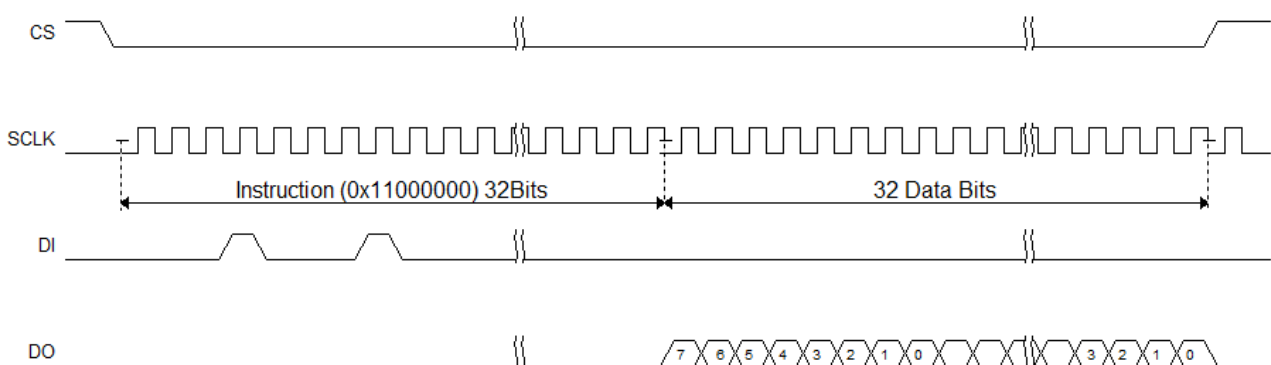 CS
SCLK
Instruction (0x11000000) 32Bits
32 Data Bits
DI
DO
7 6 5 4 3 2 1 0 3 2 1 0